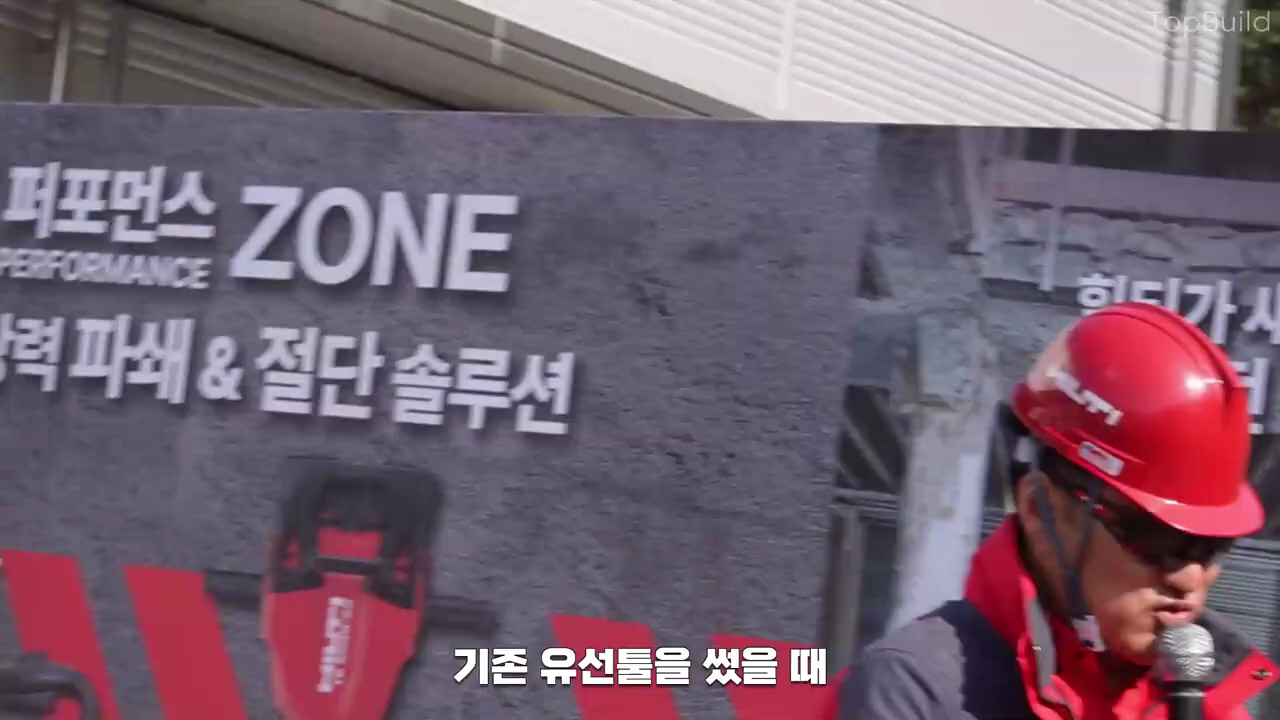 TopBuild
퍼포먼스 ZONE
PERFORMANCE
강력 파쇄 & 절단 솔루션
HILTI
HILTI
기존 유선툴을 썼을 때